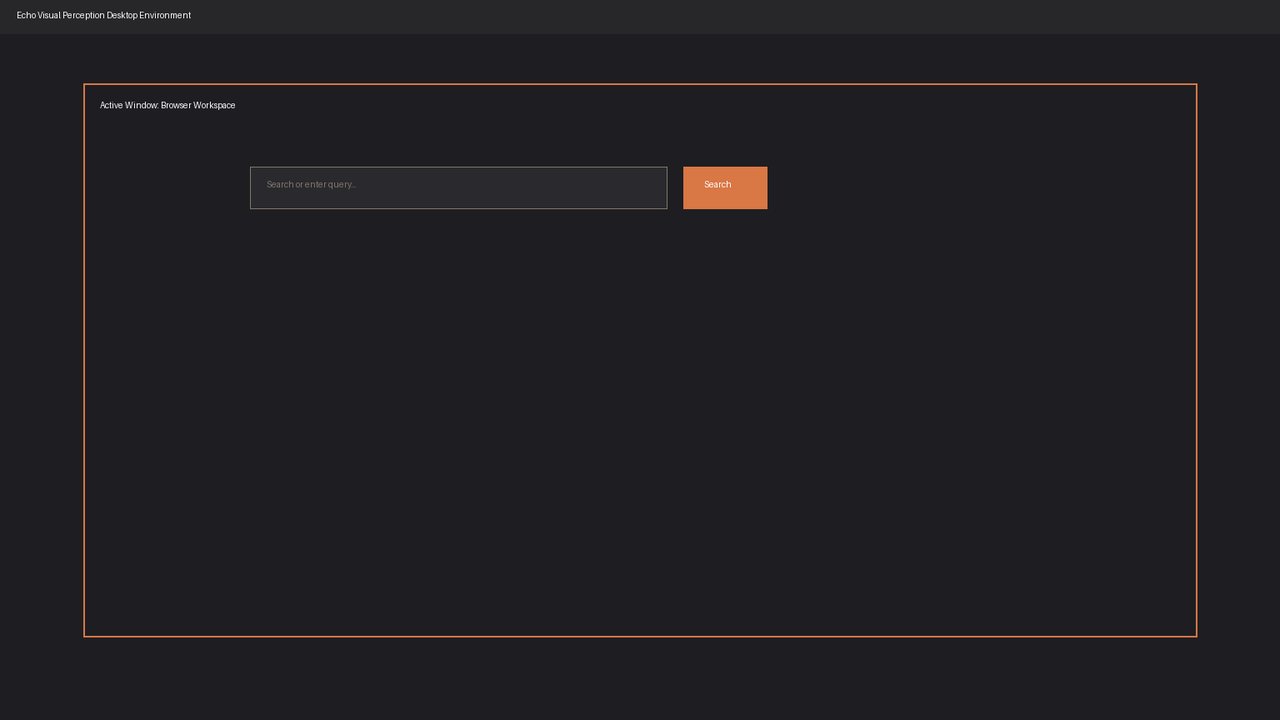 Echo Visual Perception Desktop Environment
Active Window: Browser Workspace
Search or enter query...
Search